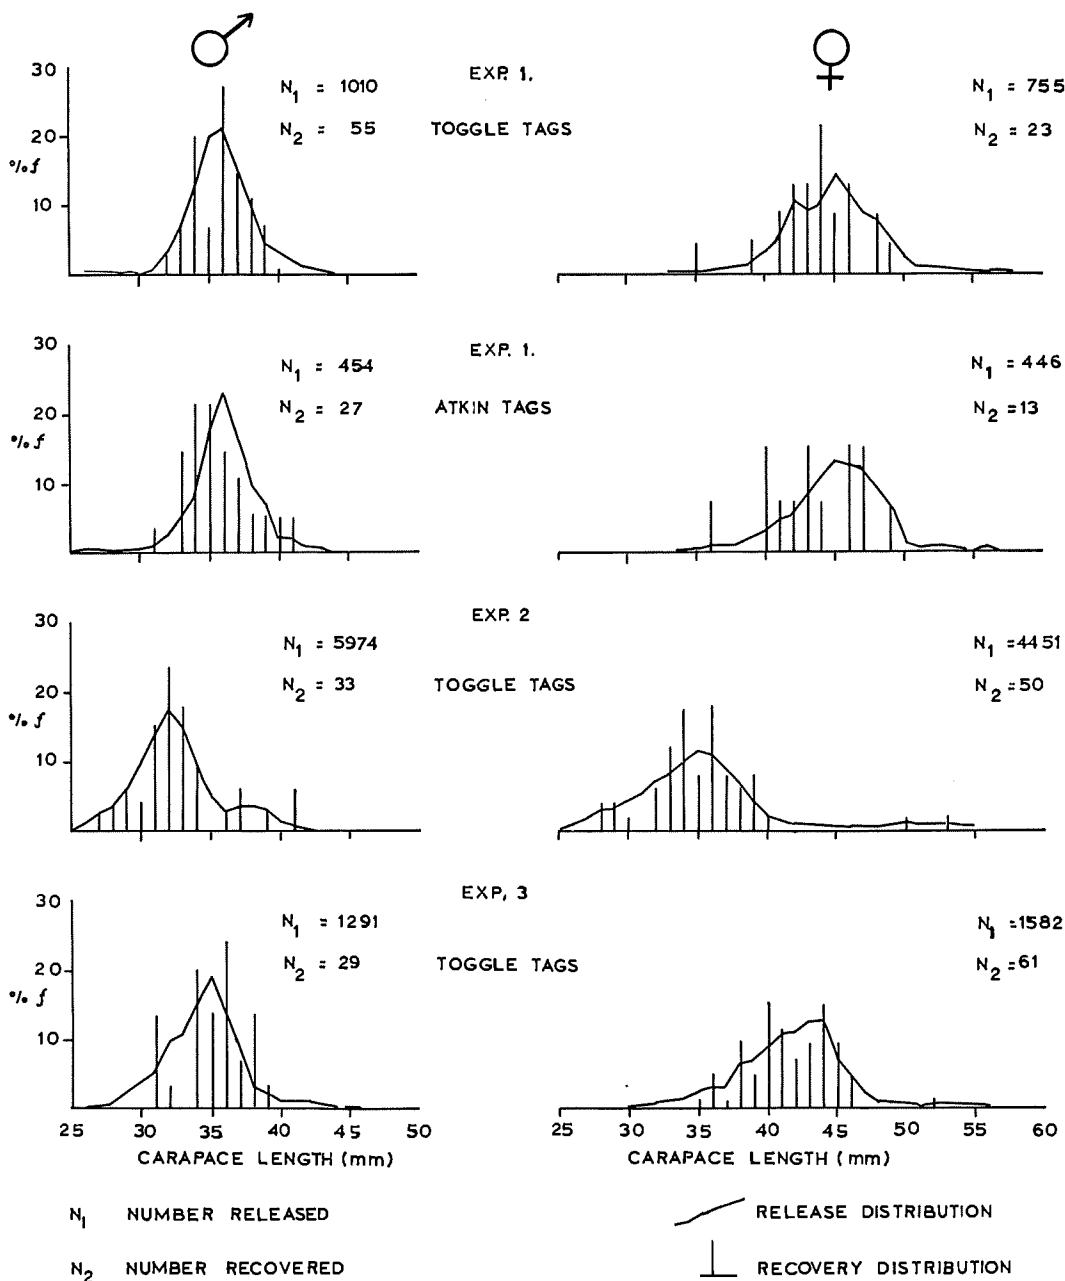 ♂ ♀
30 N1 = 1010 EXP. 1. N1 = 755
20 N2 = 55 TOGGLE TAGS N2 = 23
%f
10
30 EXP. 1.
N1 = 454 N1 = 446
20 N2 = 27 ATKIN TAGS N2 = 13
%f
10
30 EXP. 2
N1 = 5974 N1 = 4451
20 N2 = 33 TOGGLE TAGS N2 = 50
%f
10
30 EXP, 3
N1 = 1291 N1 = 1582
20 N2 = 29 TOGGLE TAGS N2 = 61
%f
10
25 30 35 40 45 50 25 30 35 40 45 50 55 60
CARAPACE LENGTH (mm) CARAPACE LENGTH (mm)
N1 NUMBER RELEASED RELEASE DISTRIBUTION
N2 NUMBER RECOVERED RECOVERY DISTRIBUTION